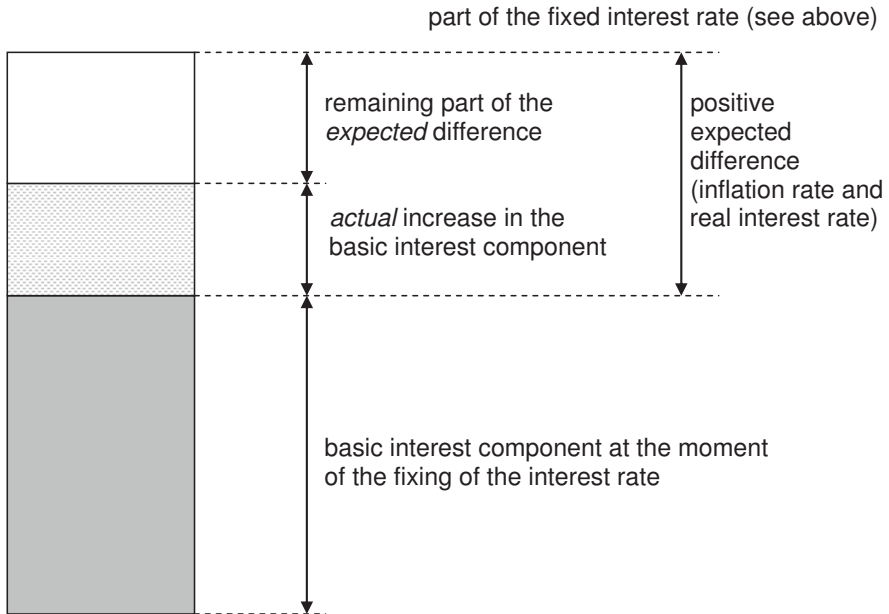 part of the fixed interest rate (see above)
remaining part of the
expected difference
positive
expected
difference
(inflation rate and
real interest rate)
actual increase in the
basic interest component
basic interest component at the moment
of the fixing of the interest rate